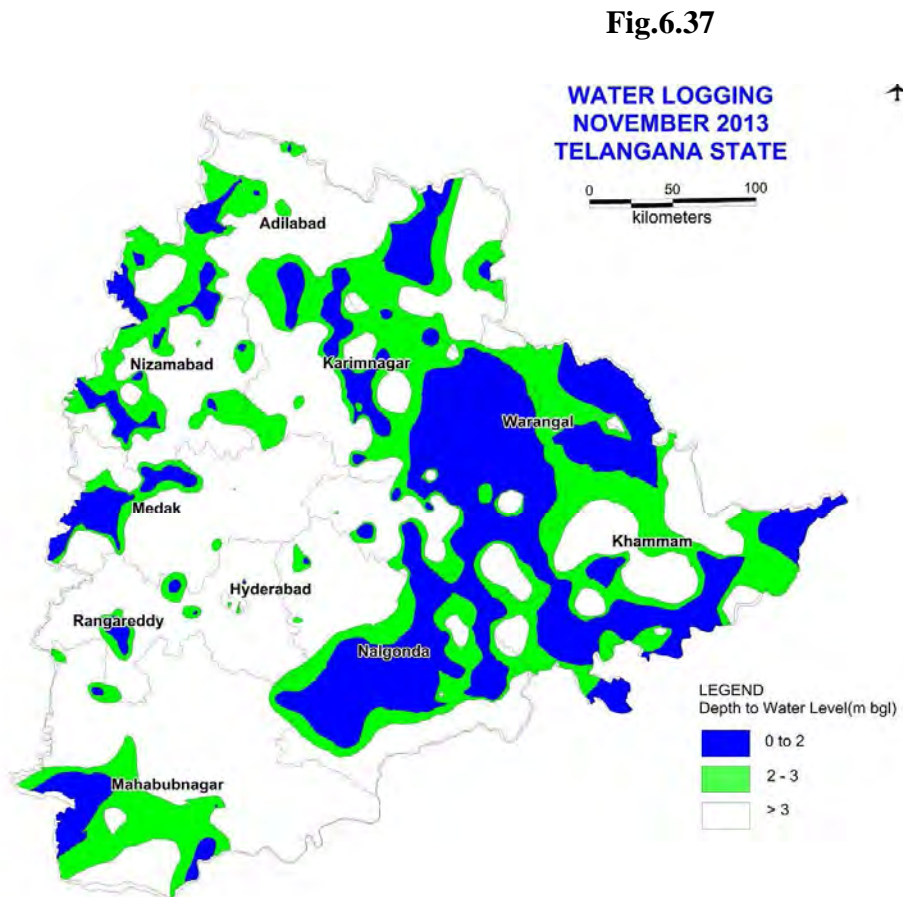 Fig.6.37
WATER LOGGING
NOVEMBER 2013
TELANGANA STATE
0 50 100
kilometers
Adilabad
Nizamabad
Karimnagar
Warangal
Medak
Khammam
Hyderabad
Rangareddy
Nalgonda
Mahabubnagar
LEGEND
Depth to Water Level(m bgl)
0 to 2
2 - 3
> 3